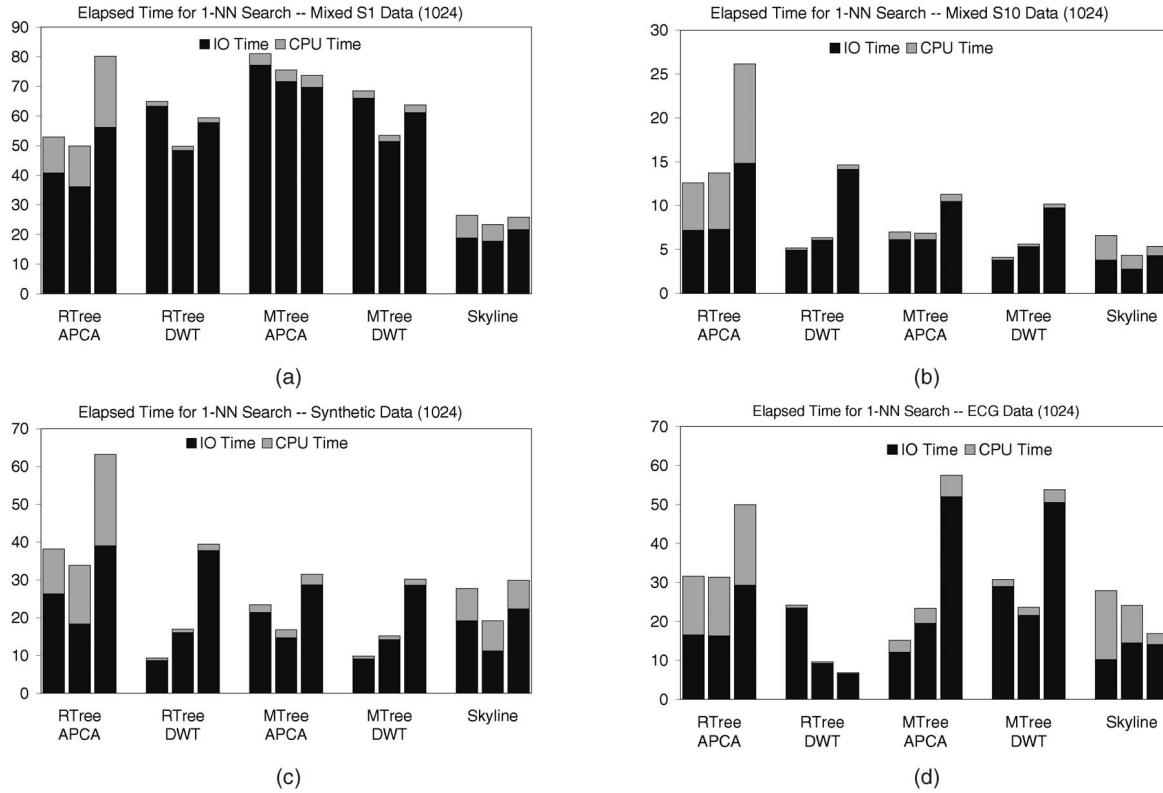 Elapsed Time for 1-NN Search -- Mixed S1 Data (1024)
90
80
70
60
50
40
30
20
10
0
IO Time CPU Time
RTree APCA
RTree DWT
MTree APCA
MTree DWT
Skyline
(a)
Elapsed Time for 1-NN Search -- Mixed S10 Data (1024)
30
25
20
15
10
5
0
IO Time CPU Time
RTree APCA
RTree DWT
MTree APCA
MTree DWT
Skyline
(b)
Elapsed Time for 1-NN Search -- Synthetic Data (1024)
70
60
50
40
30
20
10
0
IO Time CPU Time
RTree APCA
RTree DWT
MTree APCA
MTree DWT
Skyline
(c)
Elapsed Time for 1-NN Search -- ECG Data (1024)
70
60
50
40
30
20
10
0
IO Time CPU Time
RTree APCA
RTree DWT
MTree APCA
MTree DWT
Skyline
(d)